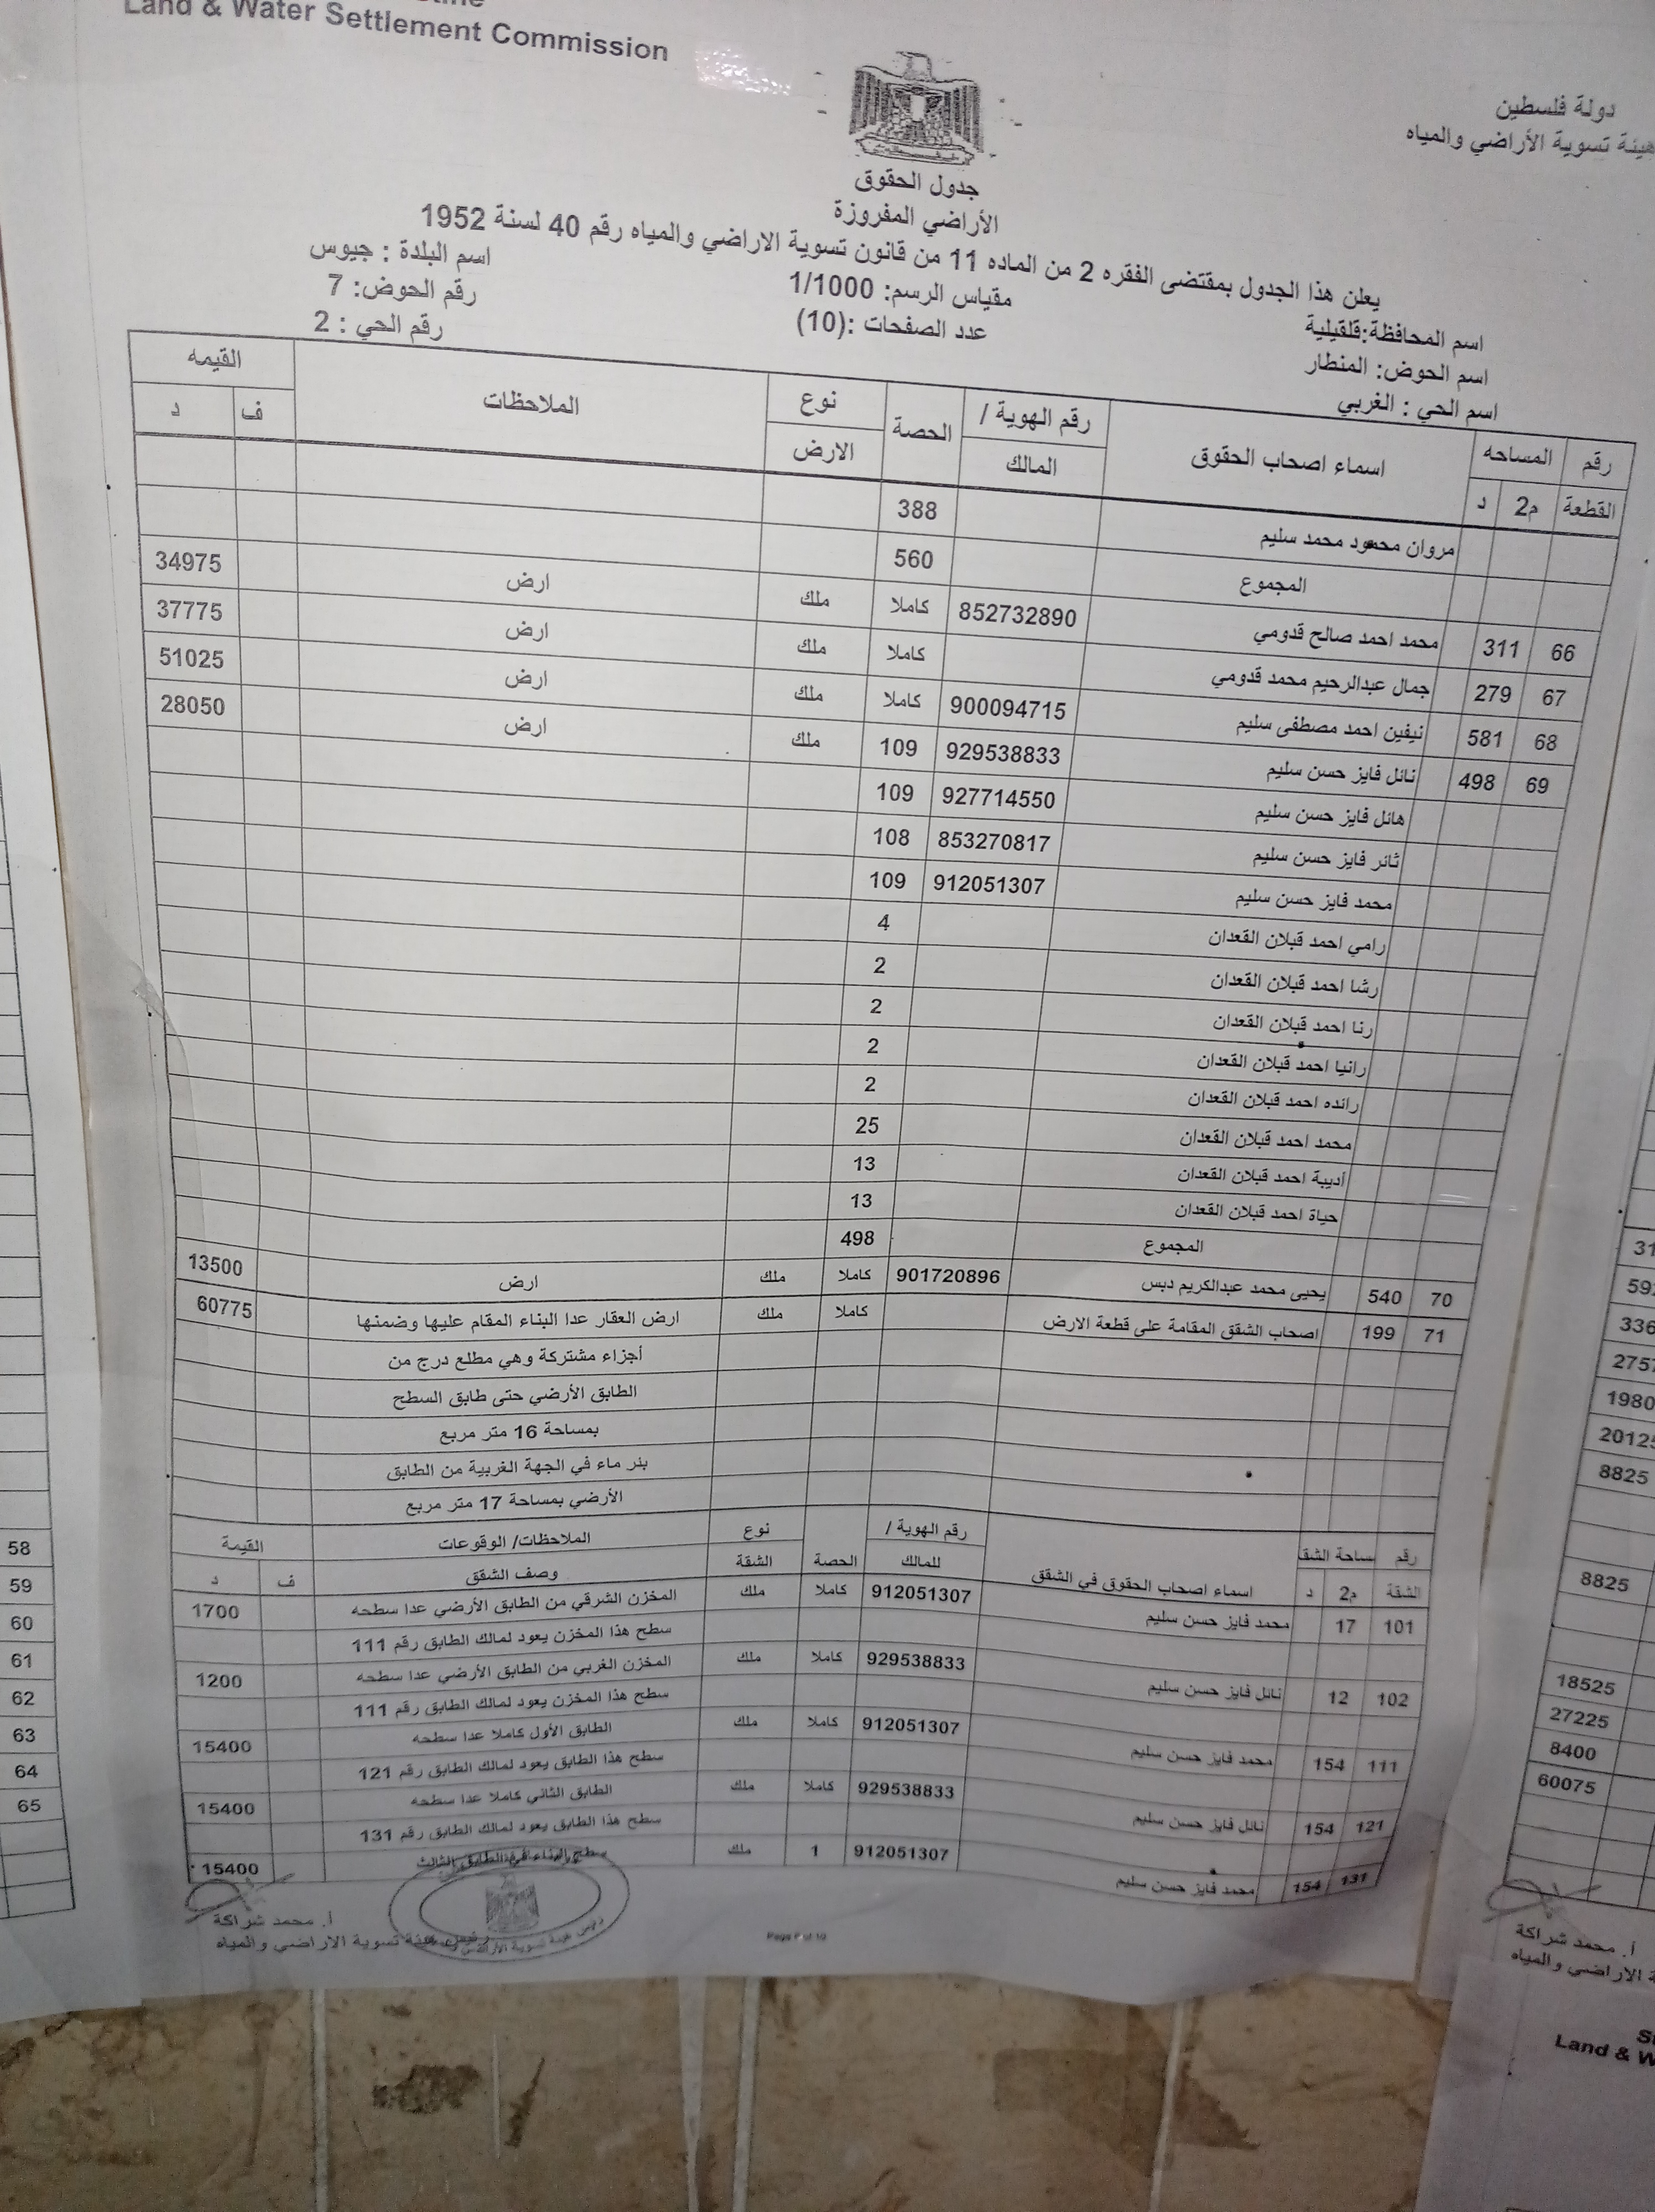 Land & Water Settlement Commission
دولة فلسطين
هيئة تسوية الأراضي والمياه
جدول الحقوق
الأراضي المفروزة
يعلن هذا الجدول بمقتضى الفقره 2 من الماده 11 من قانون تسوية الاراضي والمياه رقم 40 لسنة 1952
اسم المحافظة:قلقيلية مقياس الرسم: 1/1000 اسم البلدة : جيوس
اسم الحوض: المنطار عدد الصفحات :(10) رقم الحوض: 7
اسم الحي : الغربي رقم الحي : 2
رقم المساحه اسماء اصحاب الحقوق رقم الهوية / الحصة نوع الملاحظات القيمه
القطعة م2 د المالك الارض ف د
مروان محمود محمد سليم 388
المجموع 560
66 311 محمد احمد صالح قدومي 852732890 كاملا ملك ارض 34975
67 279 جمال عبدالرحيم محمد قدومي كاملا ملك ارض 37775
68 581 نيفين احمد مصطفى سليم 900094715 كاملا ملك ارض 51025
69 498 نائل فايز حسن سليم 929538833 109 ملك ارض 28050
هائل فايز حسن سليم 927714550 109
ثائر فايز حسن سليم 853270817 108
محمد فايز حسن سليم 912051307 109
رامي احمد قبلان القعدان 4
رشا احمد قبلان القعدان 2
رنا احمد قبلان القعدان 2
رانيا احمد قبلان القعدان 2
رائده احمد قبلان القعدان 2
محمد احمد قبلان القعدان 25
أديبة احمد قبلان القعدان 13
حياة احمد قبلان القعدان 13
المجموع 498
70 540 يحيى محمد عبدالكريم دبس 901720896 كاملا ملك ارض 13500
71 199 اصحاب الشقق المقامة على قطعة الارض كاملا ملك ارض العقار عدا البناء المقام عليها وضمنها 60775
أجزاء مشتركة وهي مطلع درج من
الطابق الأرضي حتى طابق السطح
بمساحة 16 متر مربع
بئر ماء في الجهة الغربية من الطابق
الأرضي بمساحة 17 متر مربع
رقم مساحة الشقة اسماء اصحاب الحقوق في الشقق رقم الهوية / الحصة نوع الملاحظات/ الوقوعات القيمة
الشقة م2 د للمالك الشقة وصف الشقق ف د
101 17 محمد فايز حسن سليم 912051307 كاملا ملك المخزن الشرقي من الطابق الأرضي عدا سطحه 1700
سطح هذا المخزن يعود لمالك الطابق رقم 111
102 12 نائل فايز حسن سليم 929538833 كاملا ملك المخزن الغربي من الطابق الأرضي عدا سطحه 1200
سطح هذا المخزن يعود لمالك الطابق رقم 111
111 154 محمد فايز حسن سليم 912051307 كاملا ملك الطابق الأول كاملا عدا سطحه 15400
سطح هذا الطابق يعود لمالك الطابق رقم 121
121 154 نائل فايز حسن سليم 929538833 كاملا ملك الطابق الثاني كاملا عدا سطحه 15400
سطح هذا الطابق يعود لمالك الطابق رقم 131
131 154 محمد فايز حسن سليم 912051307 1 ملك سطح البناء في الطابق الثالث 15400
أ. محمد شراكة
رئيس هيئة تسوية الاراضي والمياه
58
59
60
61
62
63
64
65
336
1980
8825
8825
18525
27225
8400
60075
أ. محمد شراكة
الاراضي والمياه
Land & W